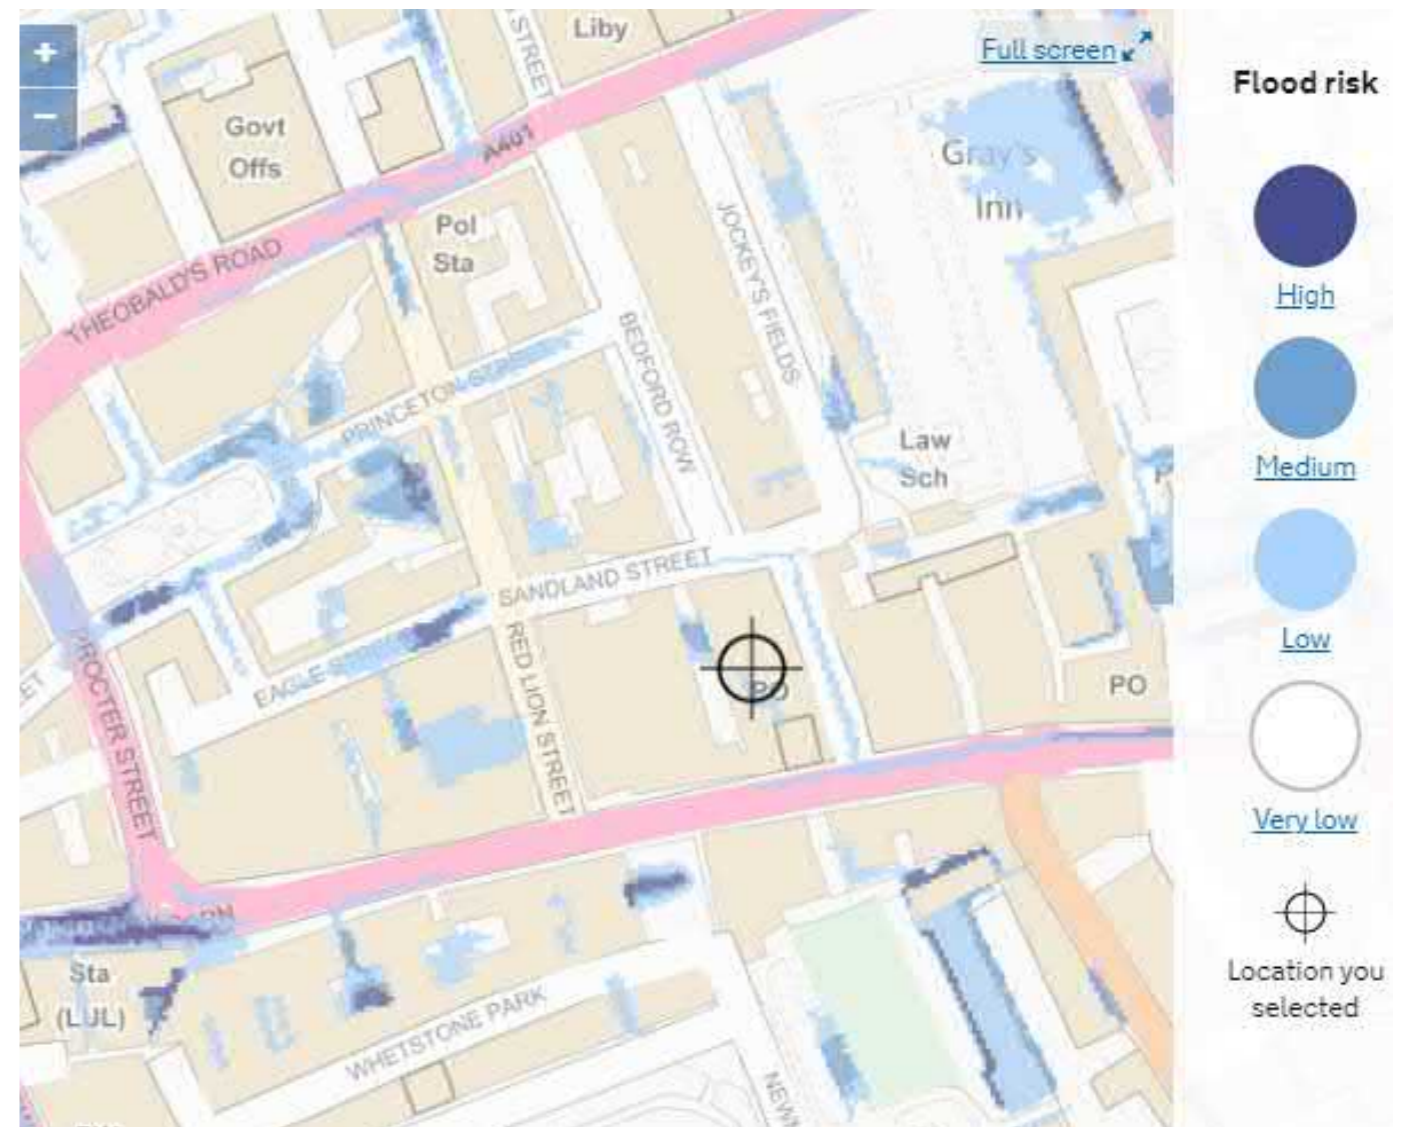 +
−
Full screen
Liby
STREET
A401
Govt
Offs
Gray's
Inn
Pol
Sta
THEOBALD'S ROAD
JOCKEY'S FIELDS
BEDFORD ROW
PRINCETON STREET
Law
Sch
SANDLAND STREET
RED LION STREET
EAGLE STREET
PROCTER STREET
PO
PO
Sta
(LUL)
WHETSTONE PARK
Flood risk
High
Medium
Low
Very low
Location you
selected